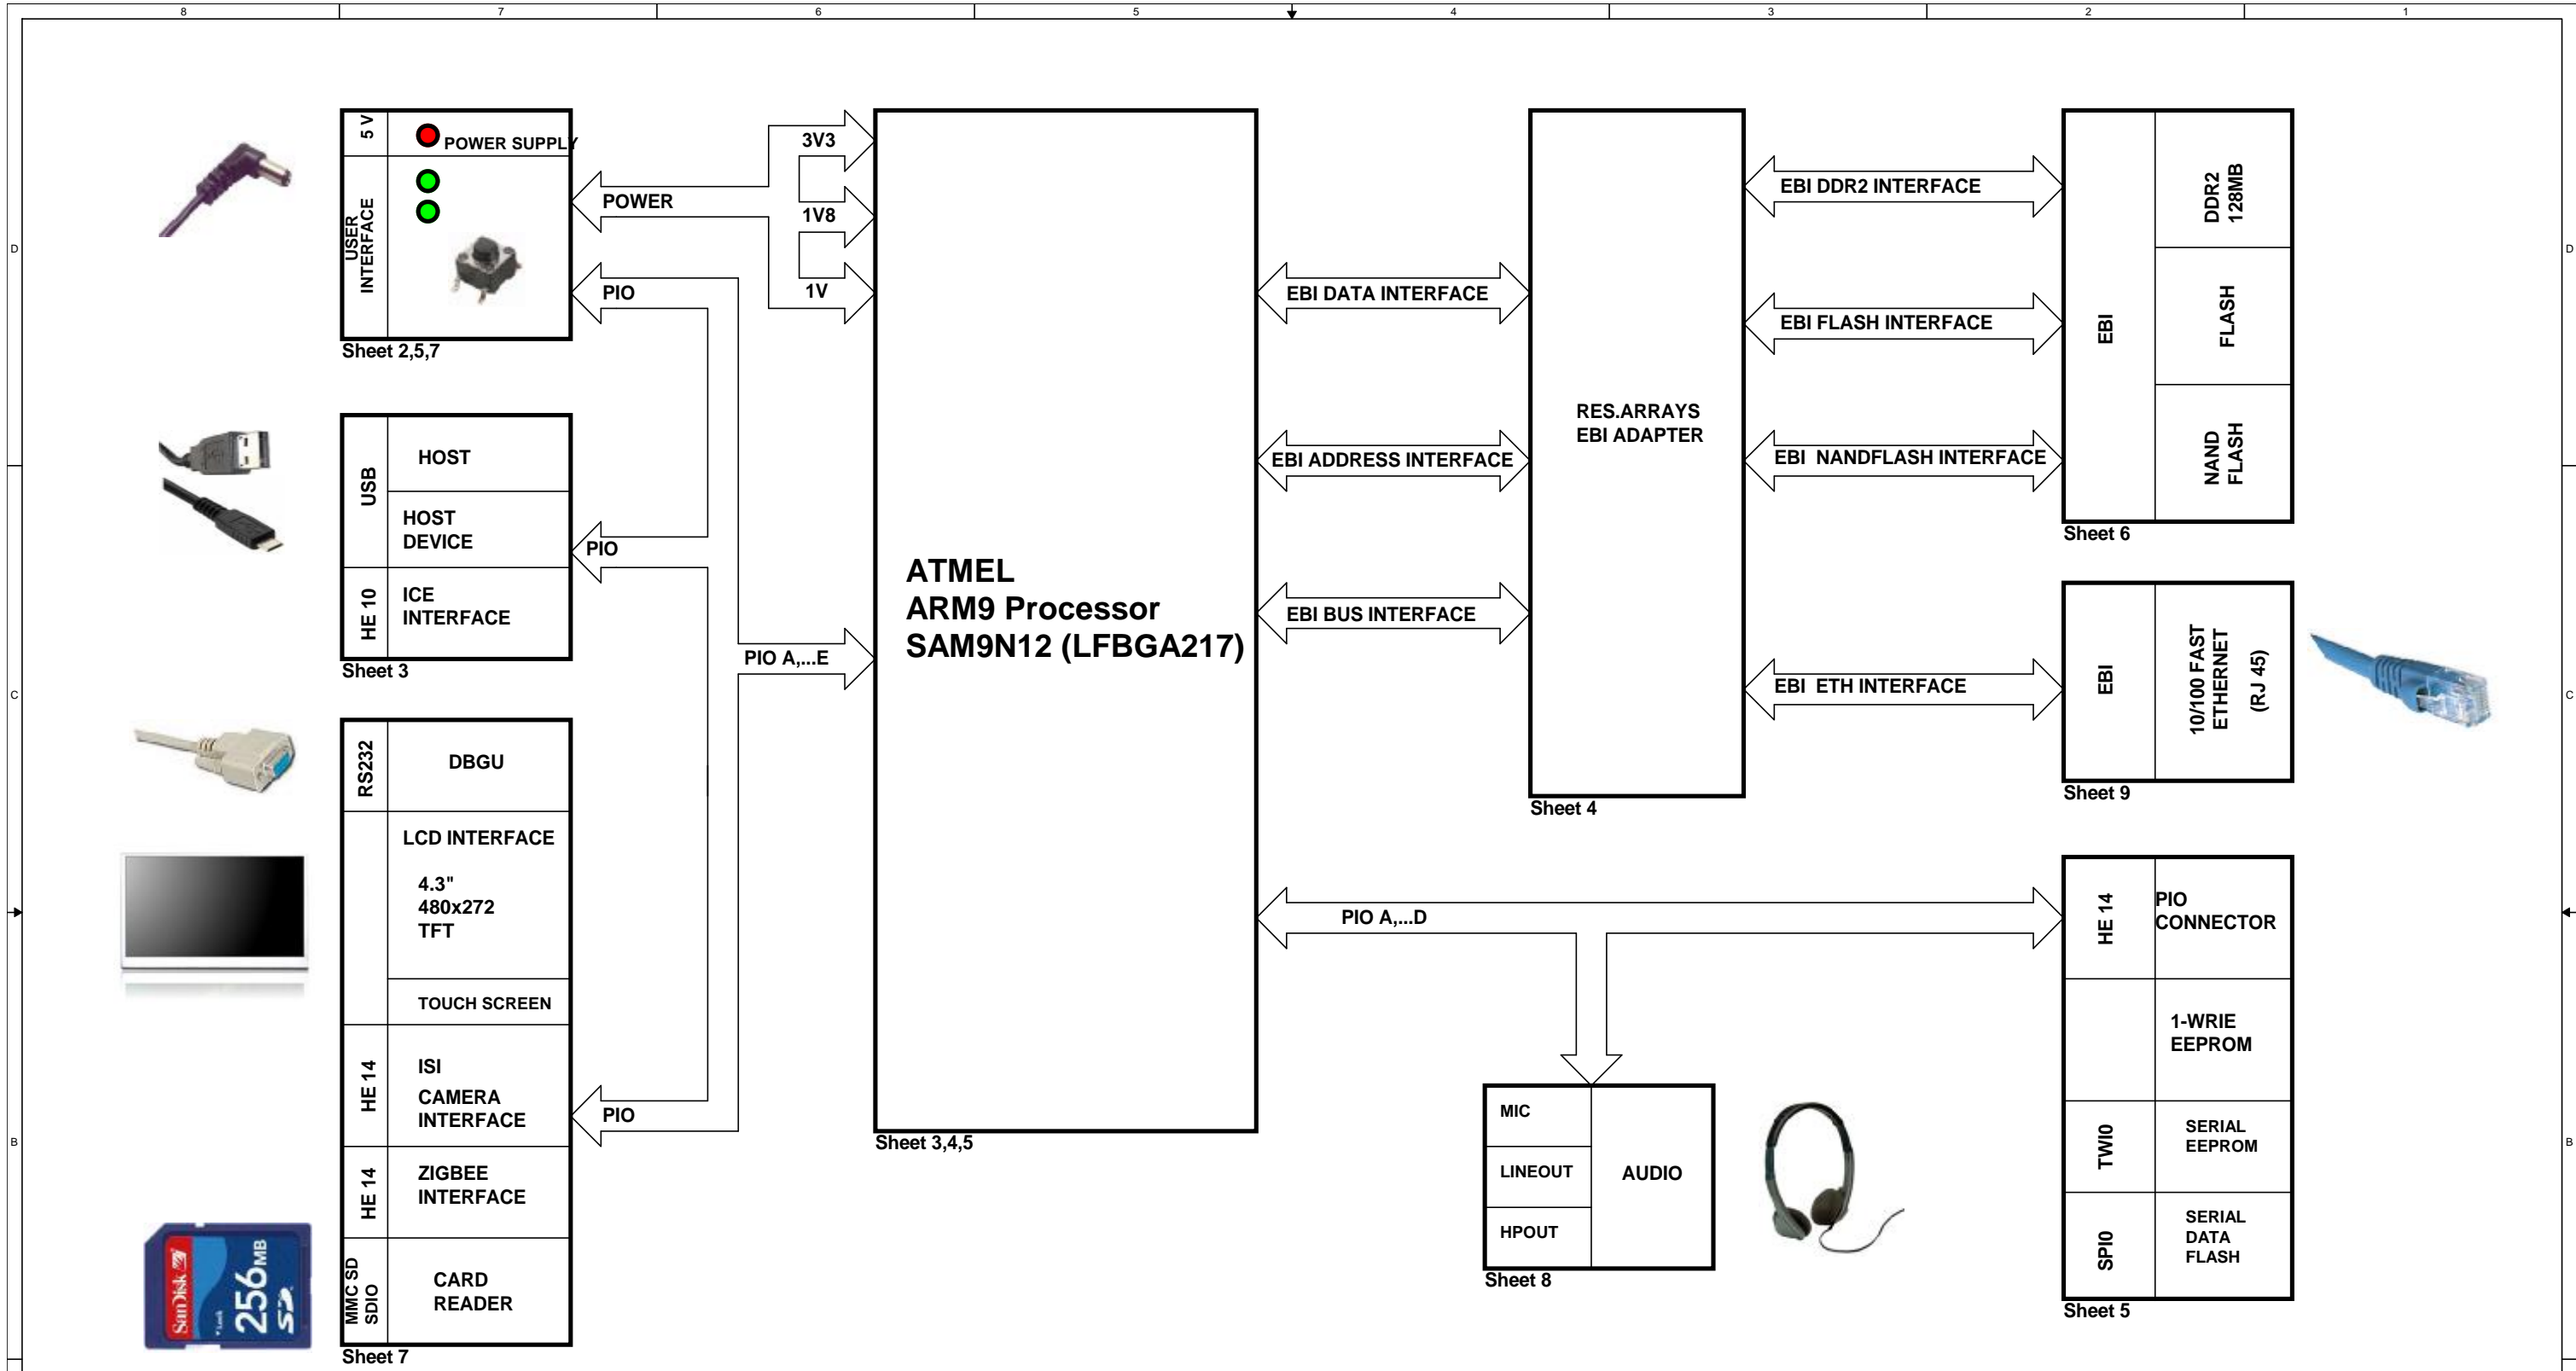 8 7 6 5 4 3 2 1
D
C
B
5 V
POWER SUPPLY
USER
INTERFACE
Sheet 2,5,7
POWER
3V3
1V8
1V
PIO
USB
HOST
HOST
DEVICE
HE 10
ICE
INTERFACE
Sheet 3
PIO
PIO A,...E
RS232
DBGU
LCD INTERFACE
4.3"
480x272
TFT
TOUCH SCREEN
HE 14
ISI
CAMERA
INTERFACE
HE 14
ZIGBEE
INTERFACE
MMC SD
SDIO
CARD
READER
Sheet 7
PIO
SanDisk
Lock
256MB
SD
ATMEL
ARM9 Processor
SAM9N12 (LFBGA217)
Sheet 3,4,5
EBI DATA INTERFACE
EBI ADDRESS INTERFACE
EBI BUS INTERFACE
RES.ARRAYS
EBI ADAPTER
Sheet 4
EBI DDR2 INTERFACE
EBI FLASH INTERFACE
EBI NANDFLASH INTERFACE
EBI ETH INTERFACE
EBI
DDR2
128MB
FLASH
NAND
FLASH
Sheet 6
EBI
10/100 FAST
ETHERNET
(RJ 45)
Sheet 9
PIO A,...D
MIC
LINEOUT
HPOUT
AUDIO
Sheet 8
HE 14
PIO
CONNECTOR
1-WRIE
EEPROM
TWI0
SERIAL
EEPROM
SPI0
SERIAL
DATA
FLASH
Sheet 5
D
C
B